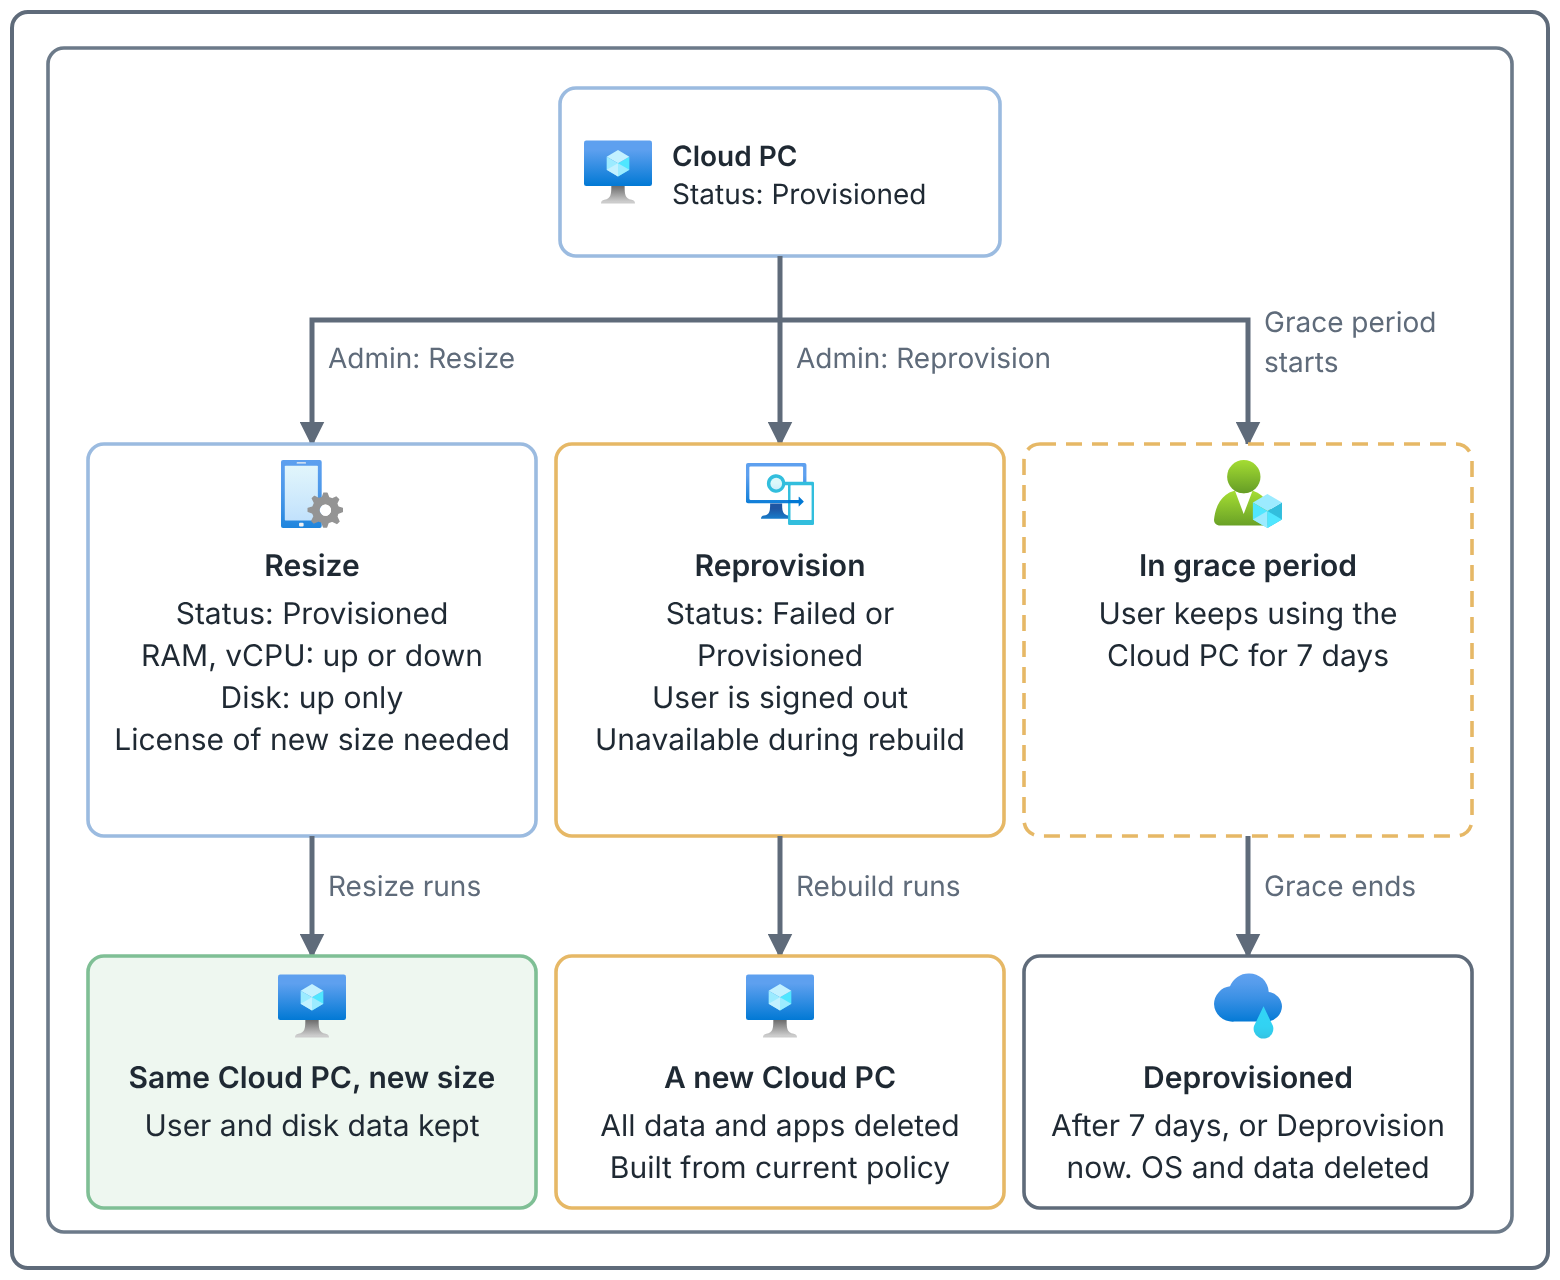 Cloud PC
Status: Provisioned
Admin: Resize
Admin: Reprovision
Grace period
starts
Resize
Status: Provisioned
RAM, vCPU: up or down
Disk: up only
License of new size needed
Reprovision
Status: Failed or
Provisioned
User is signed out
Unavailable during rebuild
In grace period
User keeps using the
Cloud PC for 7 days
Resize runs
Rebuild runs
Grace ends
Same Cloud PC, new size
User and disk data kept
A new Cloud PC
All data and apps deleted
Built from current policy
Deprovisioned
After 7 days, or Deprovision
now. OS and data deleted